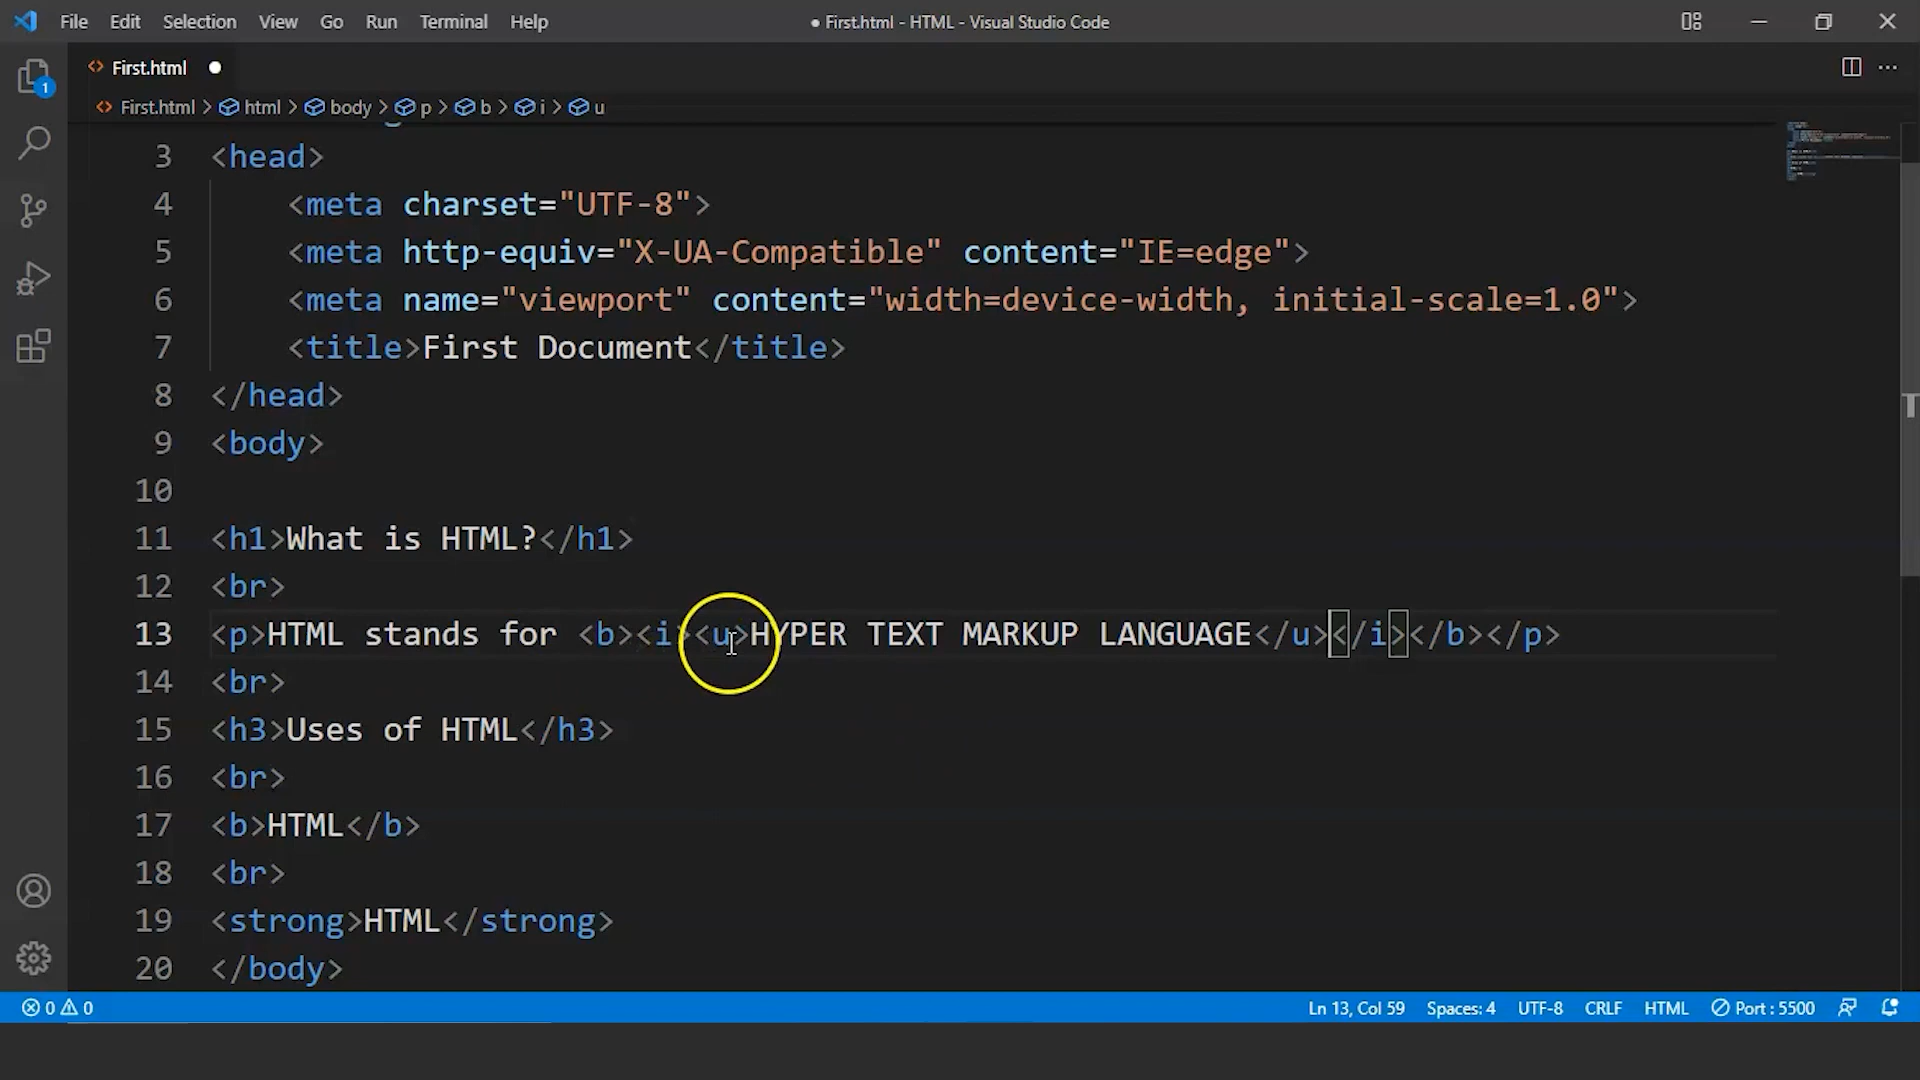 File Edit Selection View Go Run Terminal Help ● First.html - HTML - Visual Studio Code
First.html
First.html > html > body > p > b > i > u
1
3 <head>
4 <meta charset="UTF-8">
5 <meta http-equiv="X-UA-Compatible" content="IE=edge">
6 <meta name="viewport" content="width=device-width, initial-scale=1.0">
7 <title>First Document</title>
8 </head>
9 <body>
10
11 <h1>What is HTML?</h1>
12 <br>
13 <p>HTML stands for <b><i><u>HYPER TEXT MARKUP LANGUAGE</u></i></b></p>
14 <br>
15 <h3>Uses of HTML</h3>
16 <br>
17 <b>HTML</b>
18 <br>
19 <strong>HTML</strong>
20 </body>
0 0 Ln 13, Col 59 Spaces: 4 UTF-8 CRLF HTML Port : 5500